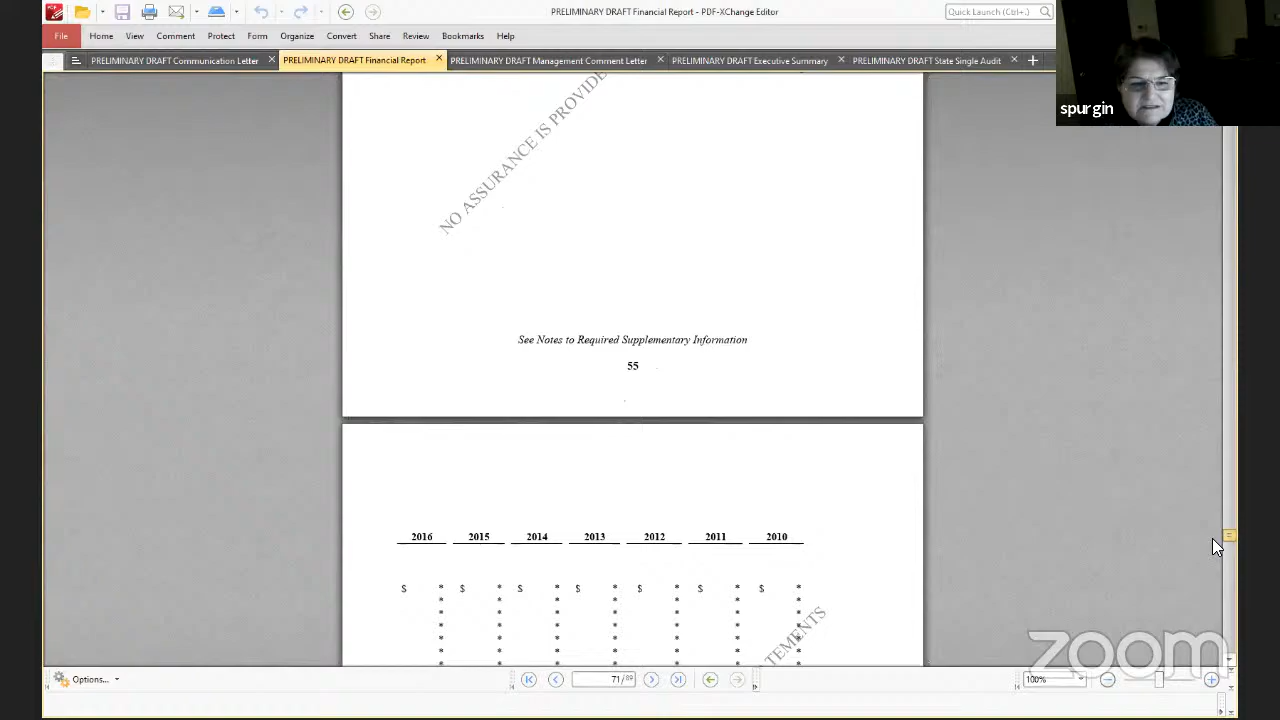 PRELIMINARY DRAFT Financial Report - PDF-XChange Editor
Quick Launch (Ctrl+.)
File Home View Comment Protect Form Organize Convert Share Review Bookmarks Help
PRELIMINARY DRAFT Communication Letter PRELIMINARY DRAFT Financial Report PRELIMINARY DRAFT Management Comment Letter PRELIMINARY DRAFT Executive Summary PRELIMINARY DRAFT State Single Audit
spurgin
NO ASSURANCE IS PROVIDE
See Notes to Required Supplementary Information
55
2016 2015 2014 2013 2012 2011 2010
$ * $ * $ * $ * $ * $ * $ *
* * * * * * *
* * * * * * *
* * * * * * *
* * * * * * *
* * * * * * *
* * * * * * *
TEMENTS
zoom
Options... 71 / 89 100%